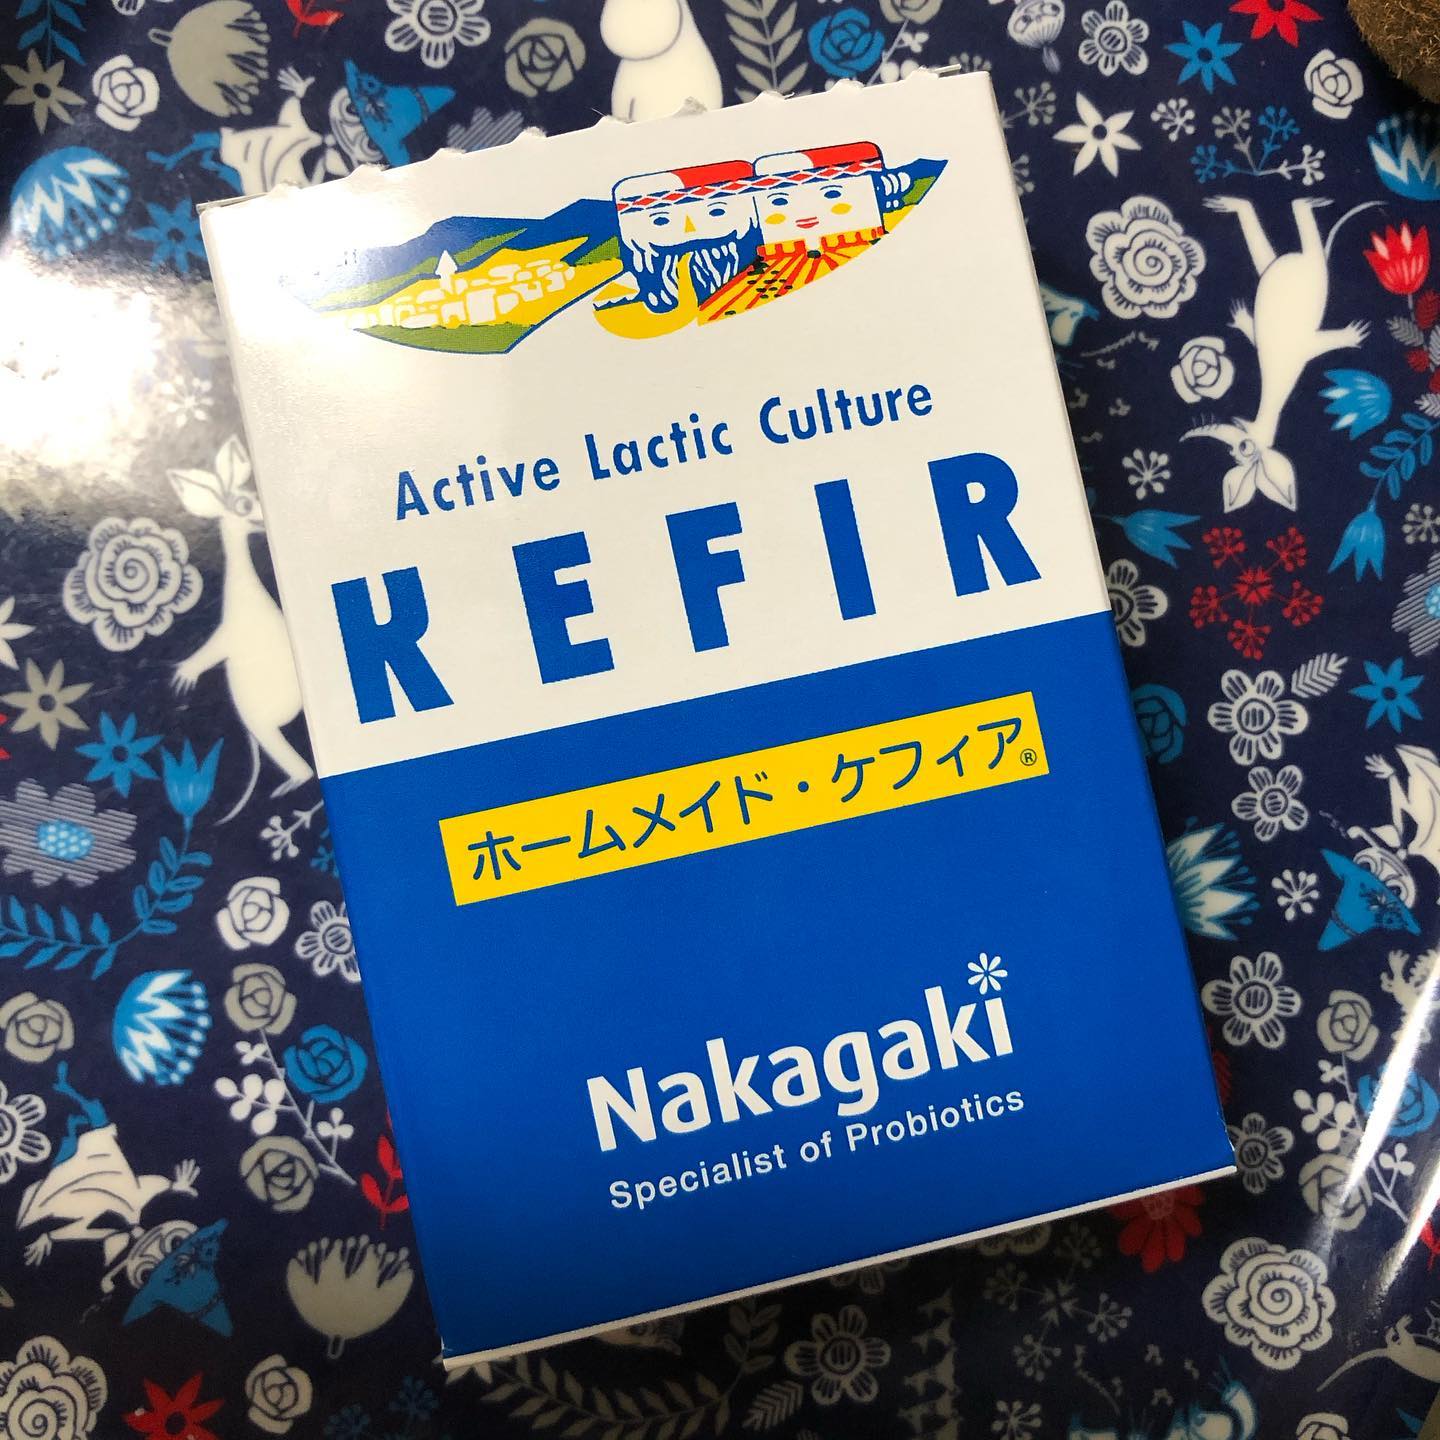 Active Lactic Culture
KEFIR
ホームメイド・ケフィア®
Nakagaki
Specialist of Probiotics